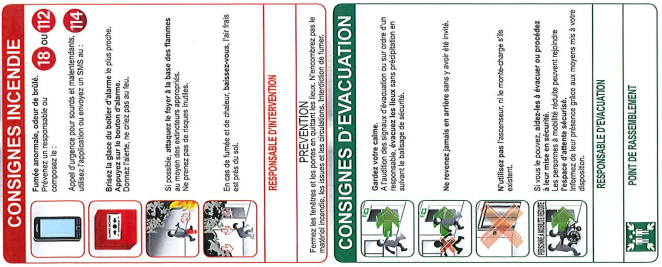 CONSIGNES INCENDIE
Fumée anormale, odeur de brûlé.
Prévenez un responsable ou
composez le :
18 ou 112
Appel d'urgence pour sourds et malentendants,
utilisez l'application ou envoyez un SMS au :
114
Brisez la glace du boîtier d'alarme le plus proche.
Appuyez sur le bouton d'alarme.
Donnez l'alerte, ne criez pas au feu.
Si possible, attaquez le foyer à la base des flammes
au moyen des extincteurs appropriés.
Ne prenez pas de risques inutiles.
En cas de fumée et de chaleur, baissez-vous, l'air frais
est près du sol.
RESPONSABLE D'INTERVENTION
PRÉVENTION
Fermez les fenêtres et les portes en quittant les lieux. N'encombrez pas le
matériel incendie, les issues et les circulations. Interdiction de fumer.
CONSIGNES D'EVACUATION
Gardez votre calme.
A l'audition des signaux d'évacuation ou sur ordre d'un
responsable, évacuez les lieux sans précipitation en
suivant le balisage de sécurité.
Ne revenez jamais en arrière sans y avoir été invité.
N'utilisez pas l'ascenseur, ni le monte-charge s'ils
existent.
PERSONNE À MOBILITÉ RÉDUITE
Si vous le pouvez, aidez-les à évacuer ou procédez
à leur mise en sécurité.
Les personnes à mobilité réduite peuvent rejoindre
l'espace d'attente sécurisé.
Informez de leur présence grâce aux moyens mis à votre
disposition.
RESPONSABLE D'EVACUATION
POINT DE RASSEMBLEMENT